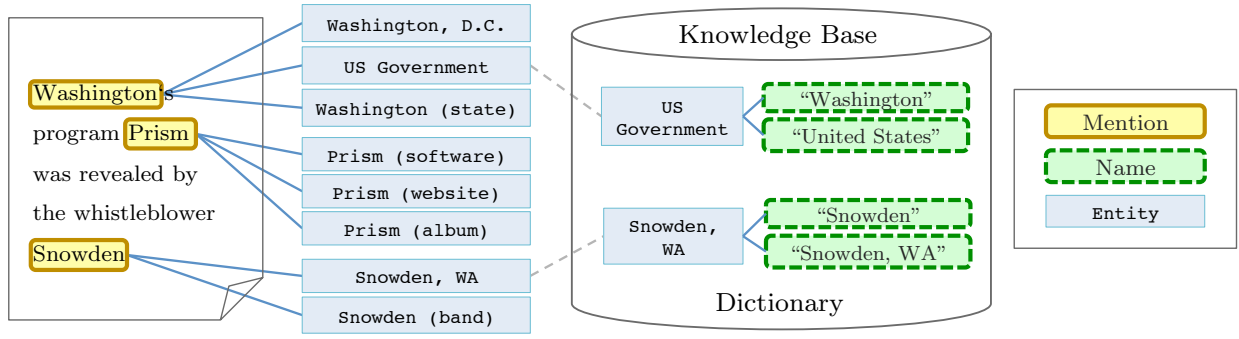 Washington's
program Prism
was revealed by
the whistleblower
Snowden
Washington, D.C.
US Government
Washington (state)
Prism (software)
Prism (website)
Prism (album)
Snowden, WA
Snowden (band)
Knowledge Base
US
Government
“Washington”
“United States”
Snowden,
WA
“Snowden”
“Snowden, WA”
Dictionary
Mention
Name
Entity